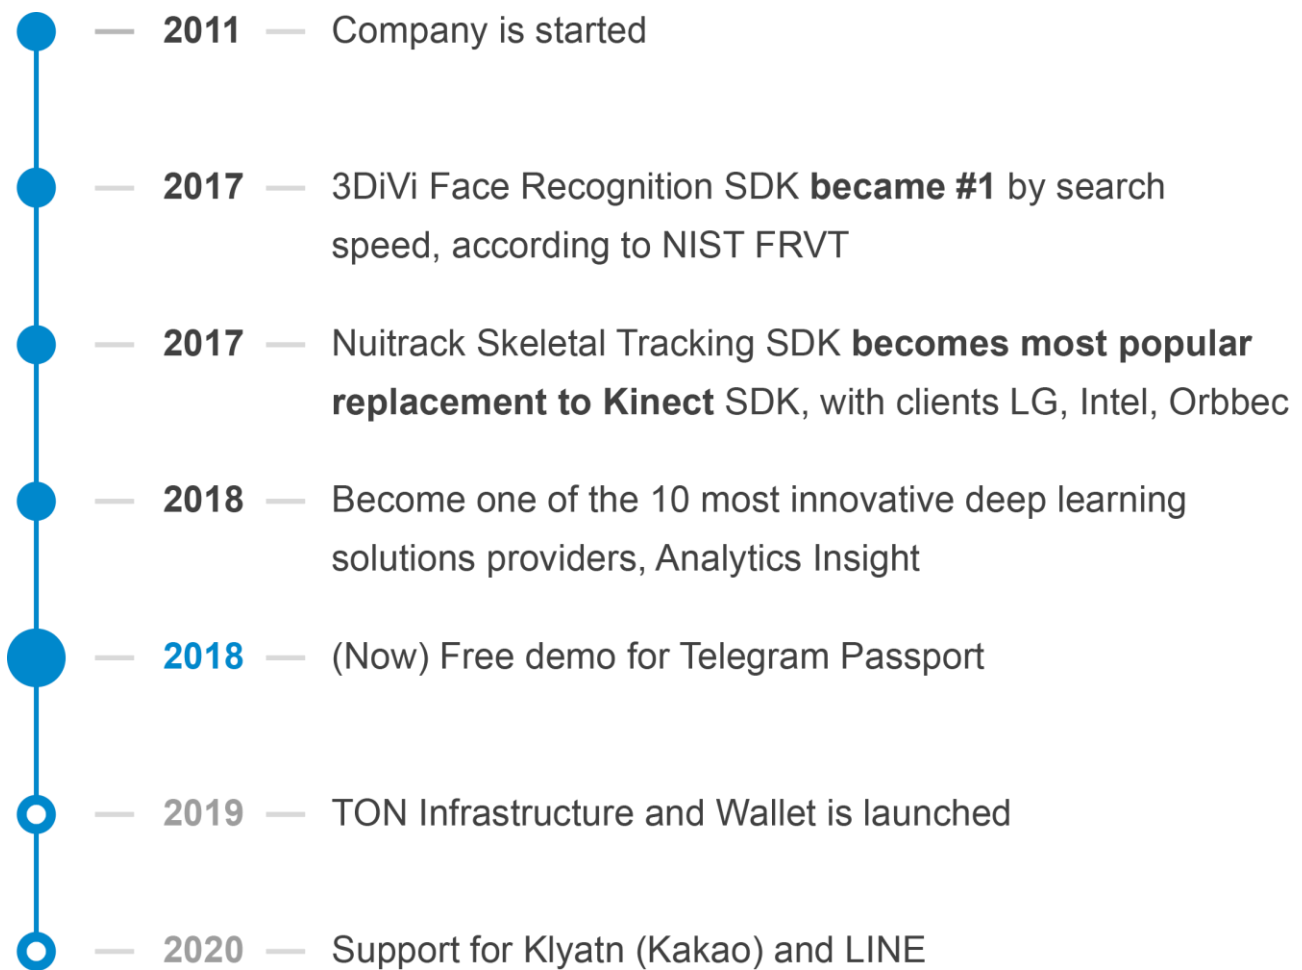 2011 — Company is started
2017 — 3DiVi Face Recognition SDK became #1 by search
speed, according to NIST FRVT
2017 — Nuitrack Skeletal Tracking SDK becomes most popular
replacement to Kinect SDK, with clients LG, Intel, Orbbec
2018 — Become one of the 10 most innovative deep learning
solutions providers, Analytics Insight
2018 — (Now) Free demo for Telegram Passport
2019 — TON Infrastructure and Wallet is launched
2020 — Support for Klyatn (Kakao) and LINE